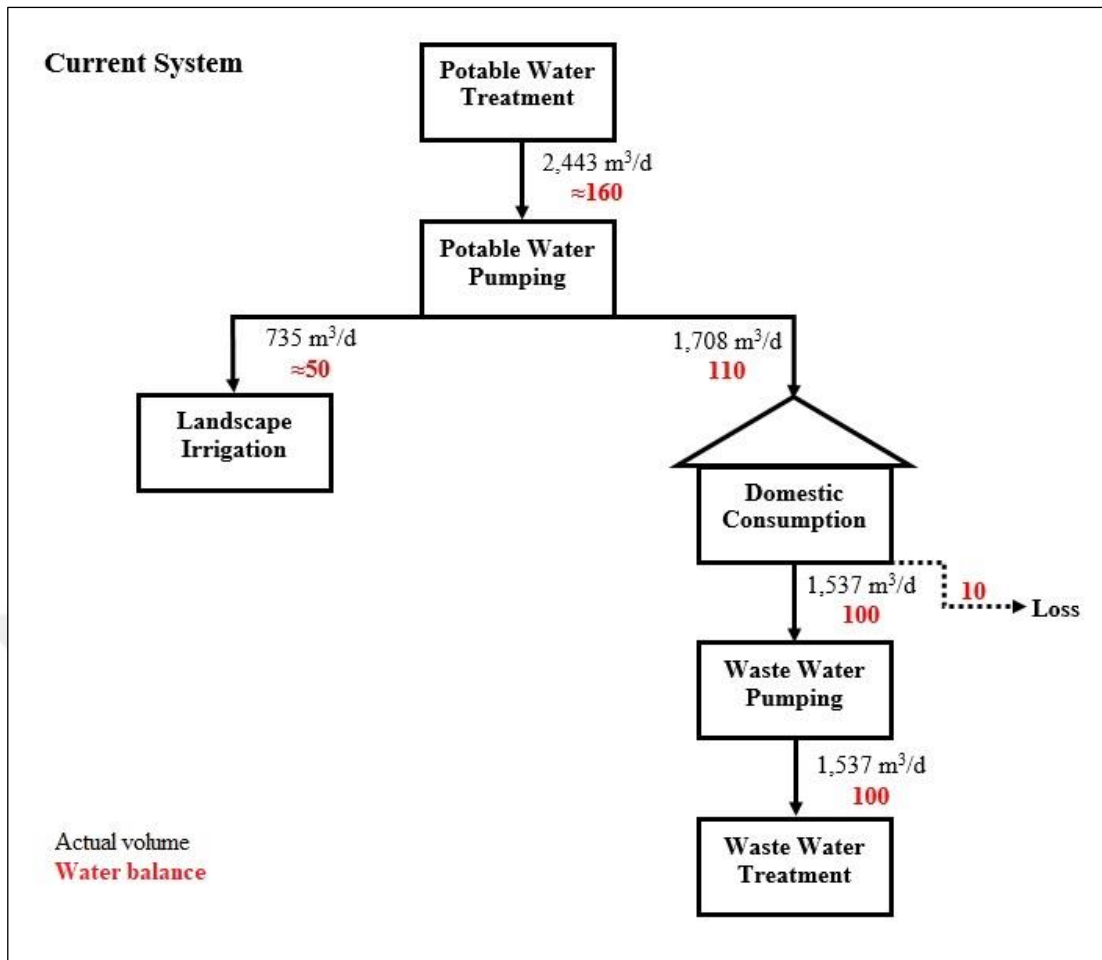 Current System
Potable Water
Treatment
2,443 m³/d
≈160
Potable Water
Pumping
735 m³/d
≈50
1,708 m³/d
110
Landscape
Irrigation
Domestic
Consumption
1,537 m³/d
100
10
Loss
Waste Water
Pumping
1,537 m³/d
100
Waste Water
Treatment
Actual volume
Water balance